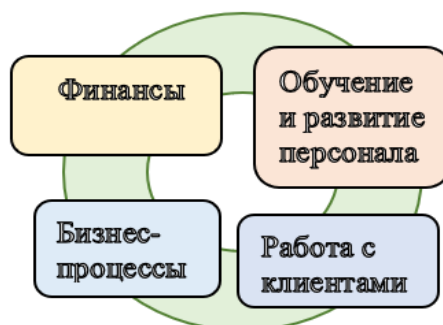 Финансы
Обучение
и развитие
персонала
Бизнес-
процессы
Работа с
клиентами